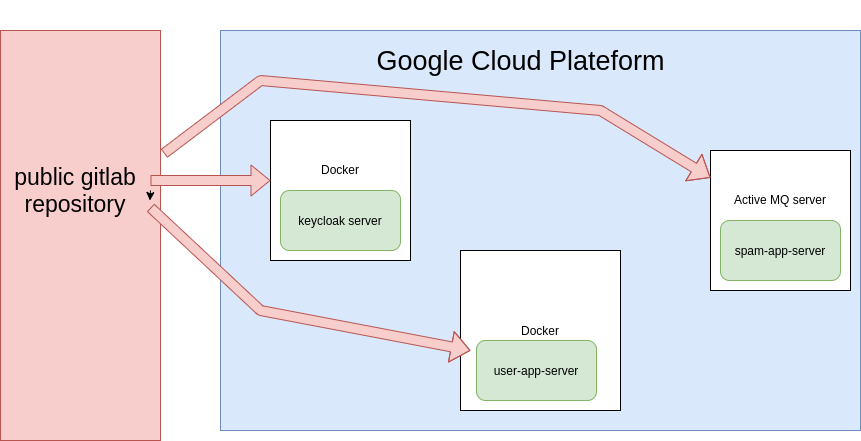 Google Cloud Plateform
public gitlab
repository
Docker
keycloak server
Active MQ server
spam-app-server
Docker
user-app-server